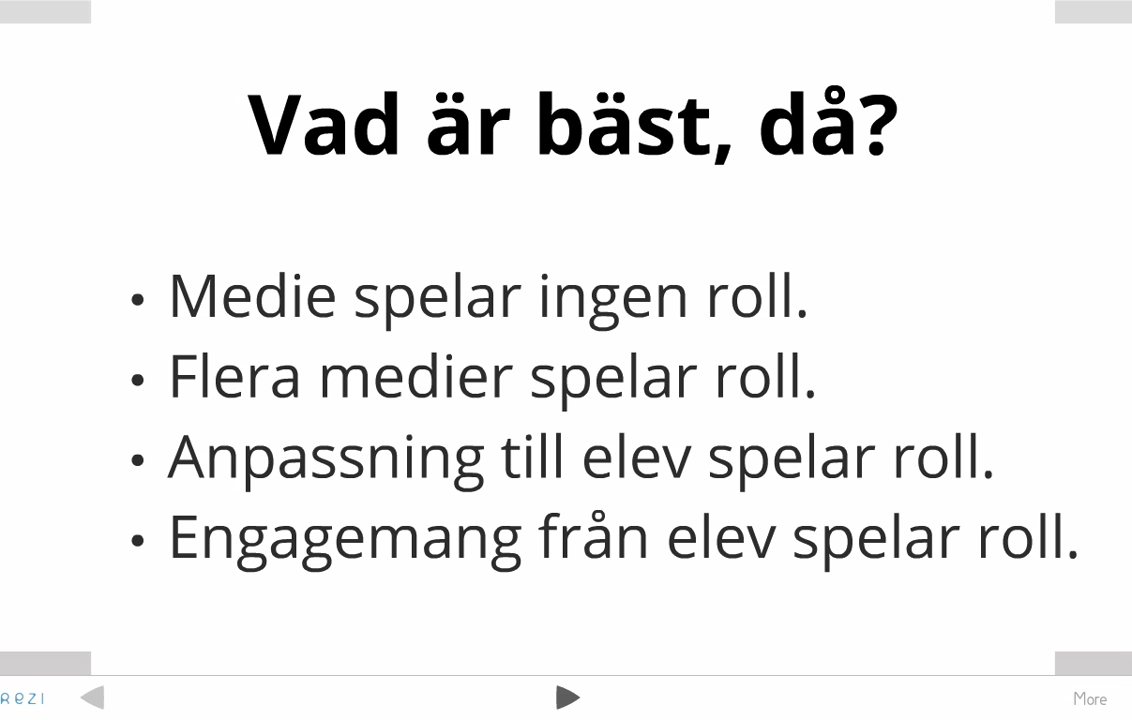 Vad är bäst, då?
• Medie spelar ingen roll.
• Flera medier spelar roll.
• Anpassning till elev spelar roll.
• Engagemang från elev spelar roll.
Rezi
More